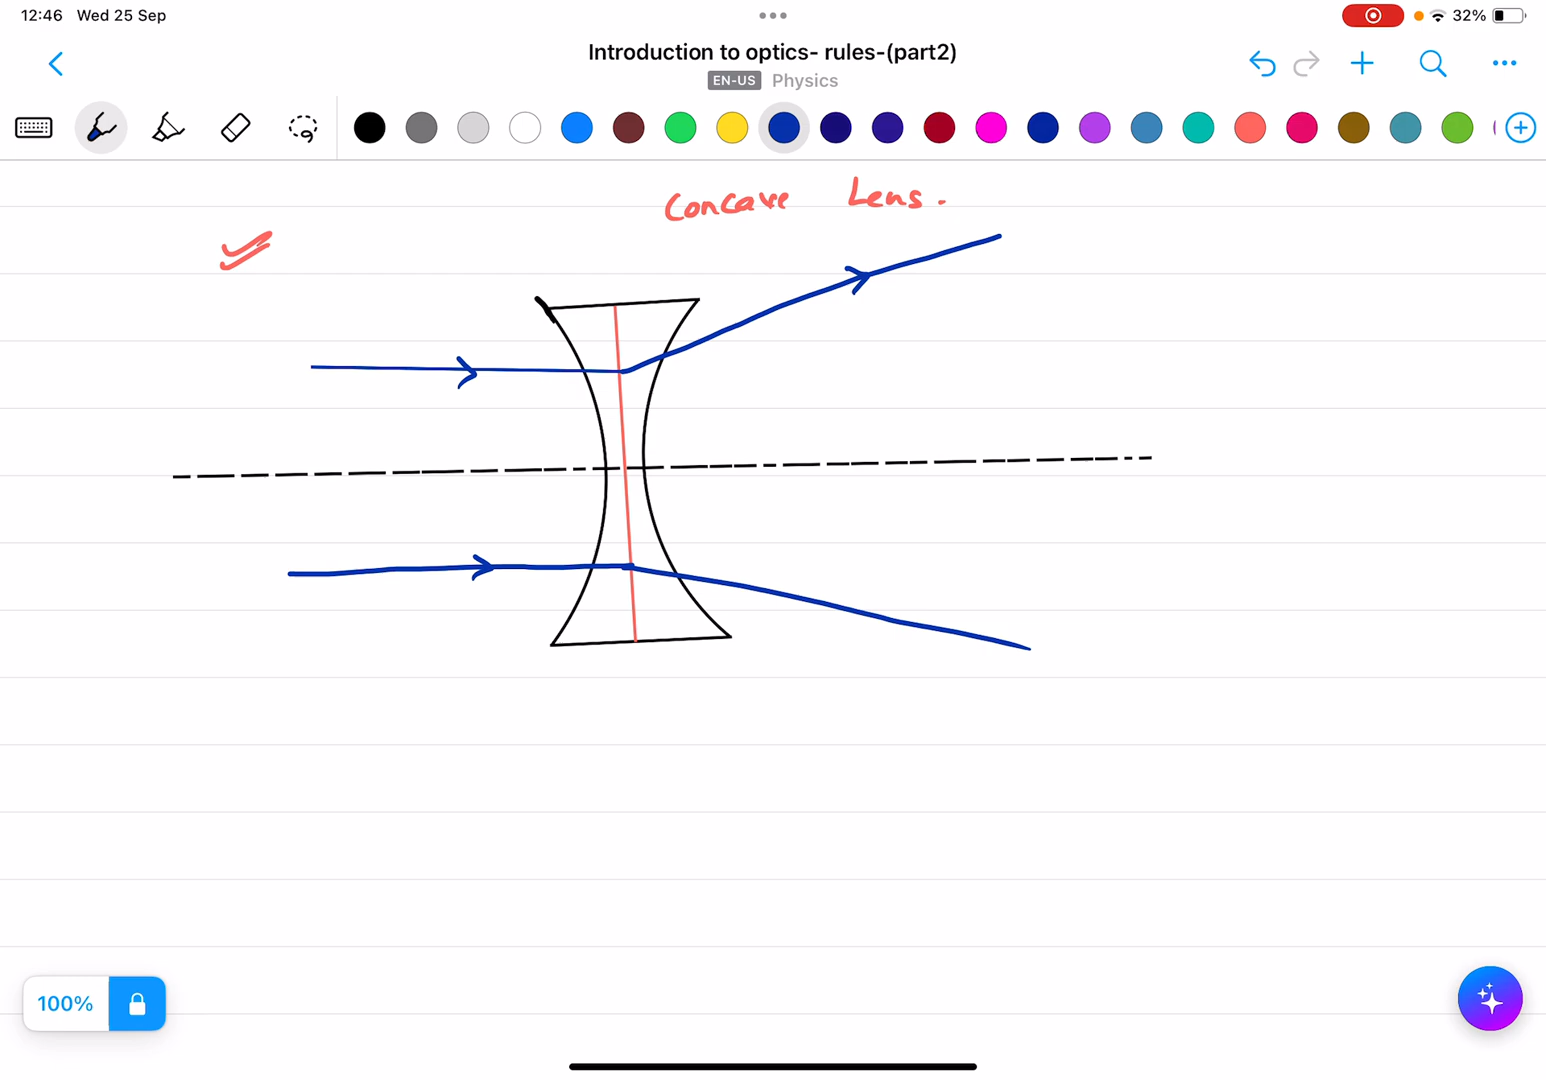 12:46 Wed 25 Sep
32%
Introduction to optics- rules-(part2)
EN-US Physics
Concave Lens.
100%